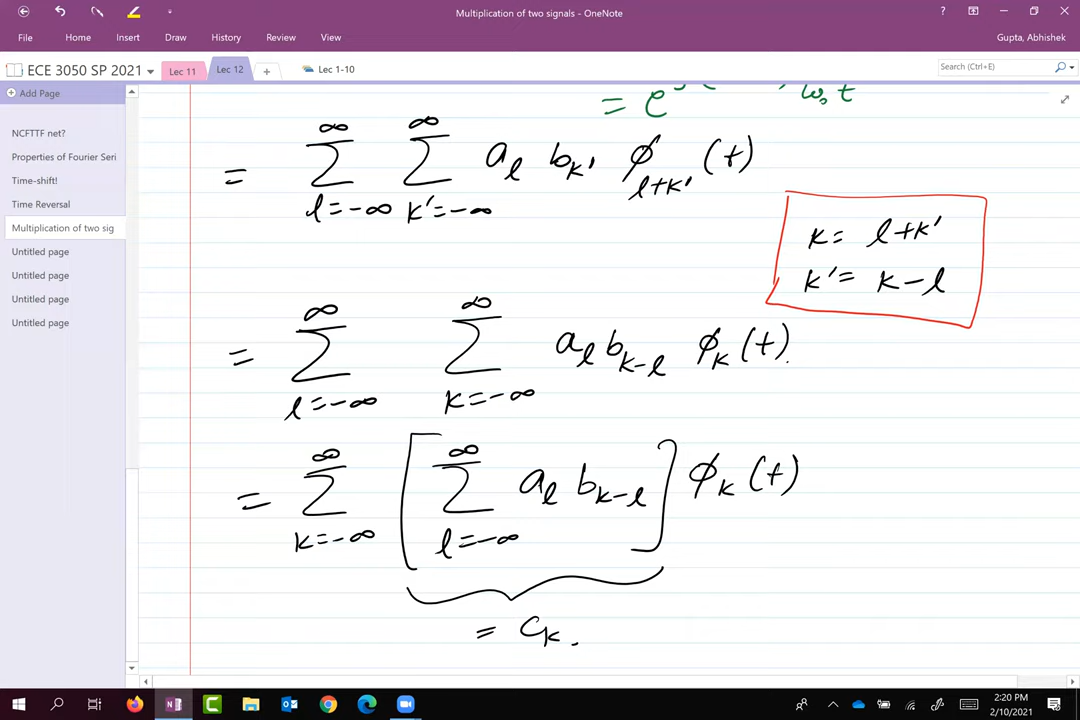 Multiplication of two signals - OneNote
?
File Home Insert Draw History Review View
Gupta, Abhishek
ECE 3050 SP 2021
Lec 11
Lec 12
+
Lec 1-10
Search (Ctrl+E)
Add Page
NCFTTF net?
Properties of Fourier Seri
Time-shift!
Time Reversal
Multiplication of two sig
Untitled page
Untitled page
Untitled page
Untitled page
= ∑_{l=-∞}^{∞} ∑_{k'=-∞}^{∞} a_l b_{k'} ϕ_{l+k'} (t)
k = l+k'
k' = k-l
= ∑_{l=-∞}^{∞} ∑_{k=-∞}^{∞} a_l b_{k-l} ϕ_k (t).
= ∑_{k=-∞}^{∞} [ ∑_{l=-∞}^{∞} a_l b_{k-l} ] ϕ_k (t)
= C_k.
2:20 PM
2/10/2021